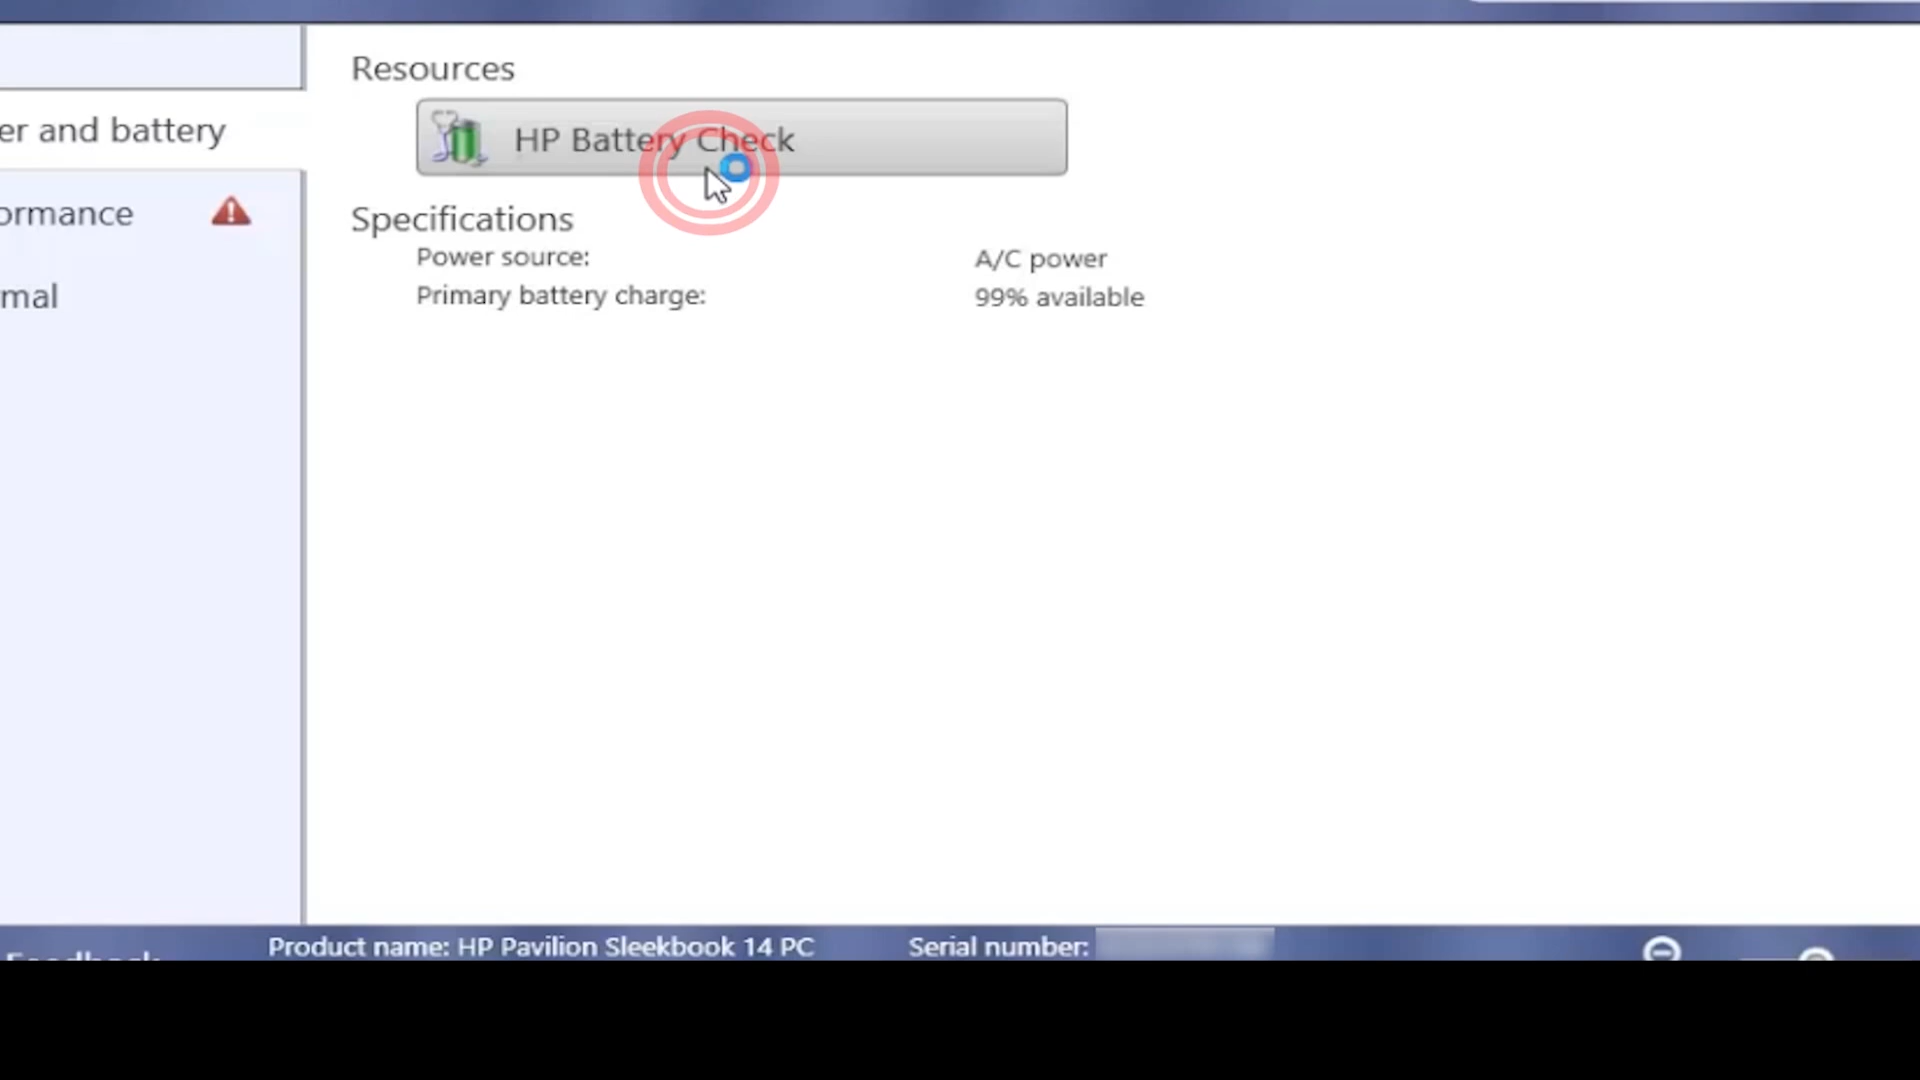 Resources
er and battery
HP Battery Check
ormance
Specifications
Power source: A/C power
mal
Primary battery charge: 99% available
Product name: HP Pavilion Sleekbook 14 PC Serial number: